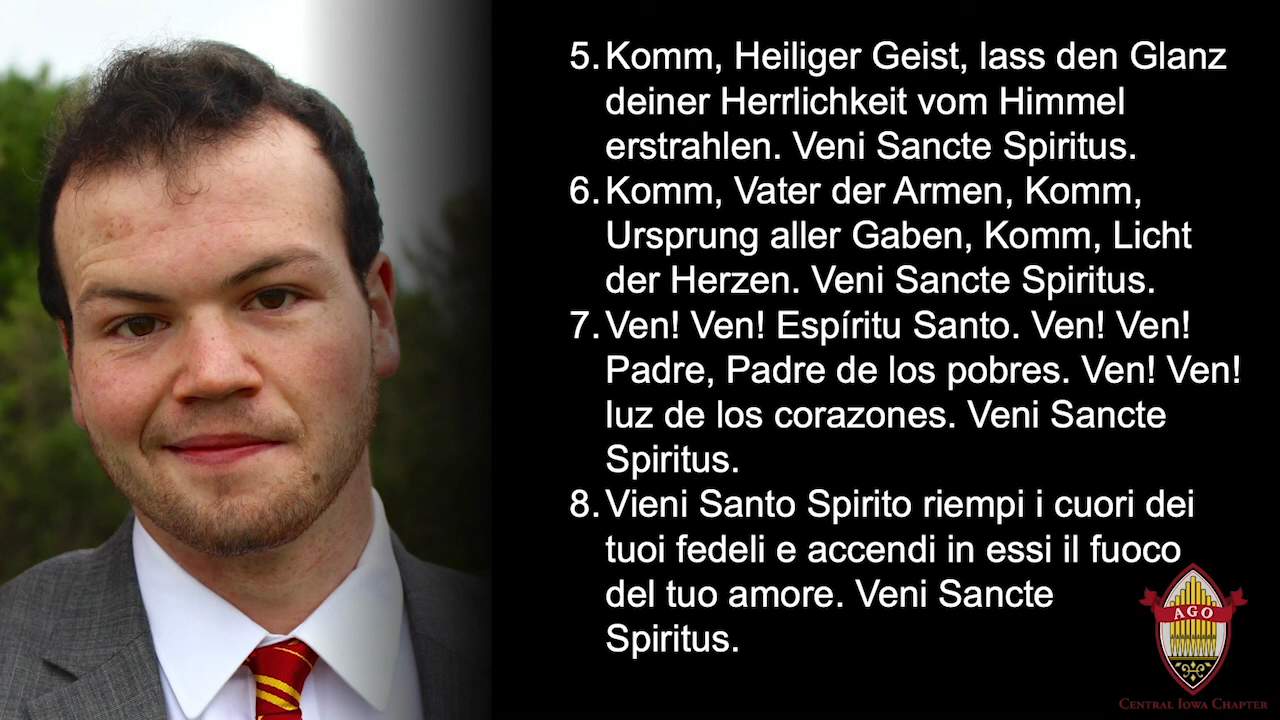 5. Komm, Heiliger Geist, lass den Glanz
deiner Herrlichkeit vom Himmel
erstrahlen. Veni Sancte Spiritus.
6. Komm, Vater der Armen, Komm,
Ursprung aller Gaben, Komm, Licht
der Herzen. Veni Sancte Spiritus.
7. Ven! Ven! Espíritu Santo. Ven! Ven!
Padre, Padre de los pobres. Ven! Ven!
luz de los corazones. Veni Sancte
Spiritus.
8. Vieni Santo Spirito riempi i cuori dei
tuoi fedeli e accendi in essi il fuoco
del tuo amore. Veni Sancte
Spiritus.
AGO
CENTRAL IOWA CHAPTER